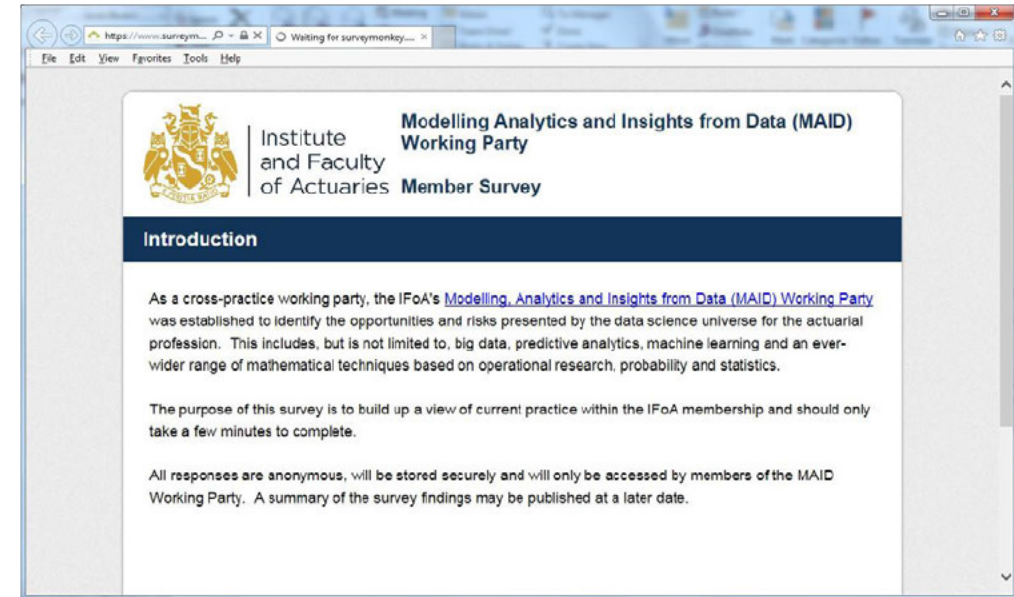 https://www.surveym...
Waiting for surveymonkey....
File Edit View Favorites Tools Help
Institute
and Faculty
of Actuaries
Modelling Analytics and Insights from Data (MAID)
Working Party
Member Survey
Introduction
As a cross-practice working party, the IFoA's Modelling, Analytics and Insights from Data (MAID) Working Party
was established to identify the opportunities and risks presented by the data science universe for the actuarial
profession. This includes, but is not limited to, big data, predictive analytics, machine learning and an ever-
wider range of mathematical techniques based on operational research, probability and statistics.
The purpose of this survey is to build up a view of current practice within the IFoA membership and should only
take a few minutes to complete.
All responses are anonymous, will be stored securely and will only be accessed by members of the MAID
Working Party. A summary of the survey findings may be published at a later date.